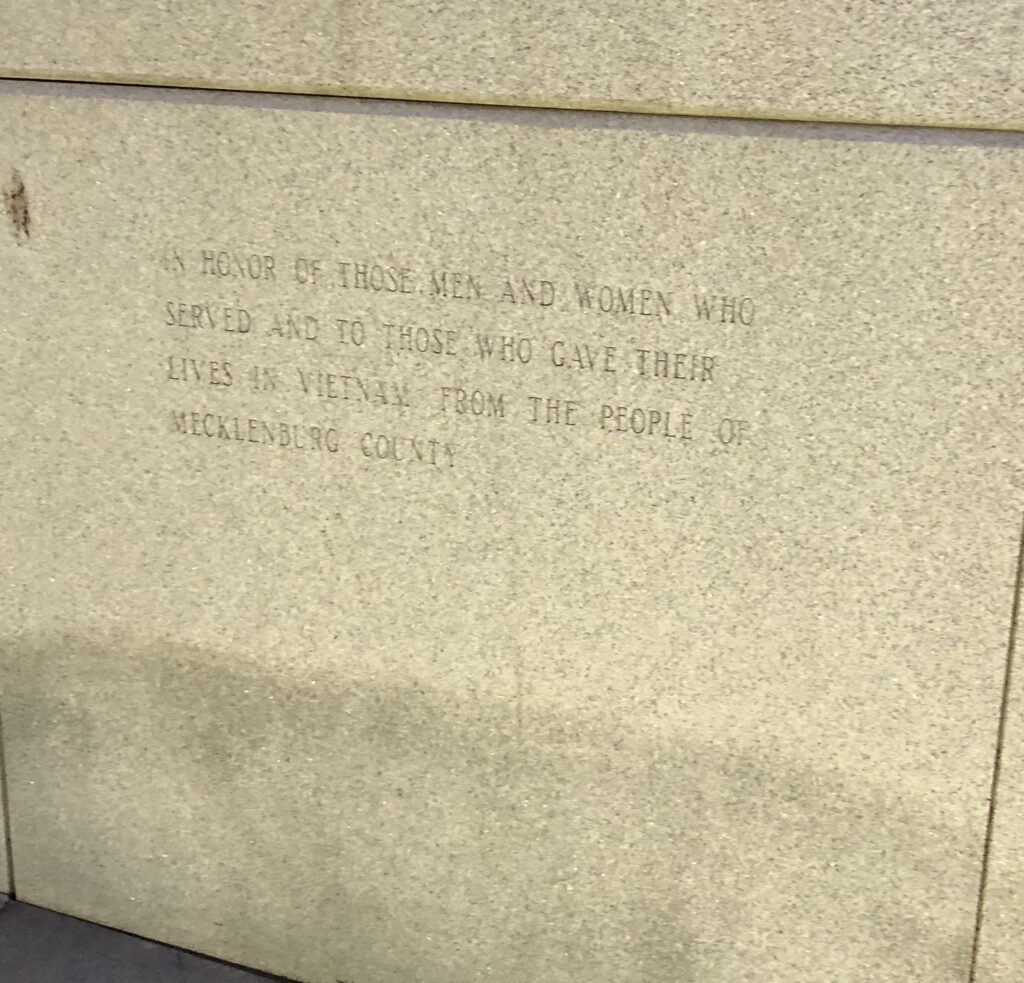 IN HONOR OF THOSE MEN AND WOMEN WHO
SERVED AND TO THOSE WHO GAVE THEIR
LIVES IN VIETNAM FROM THE PEOPLE OF
MECKLENBURG COUNTY